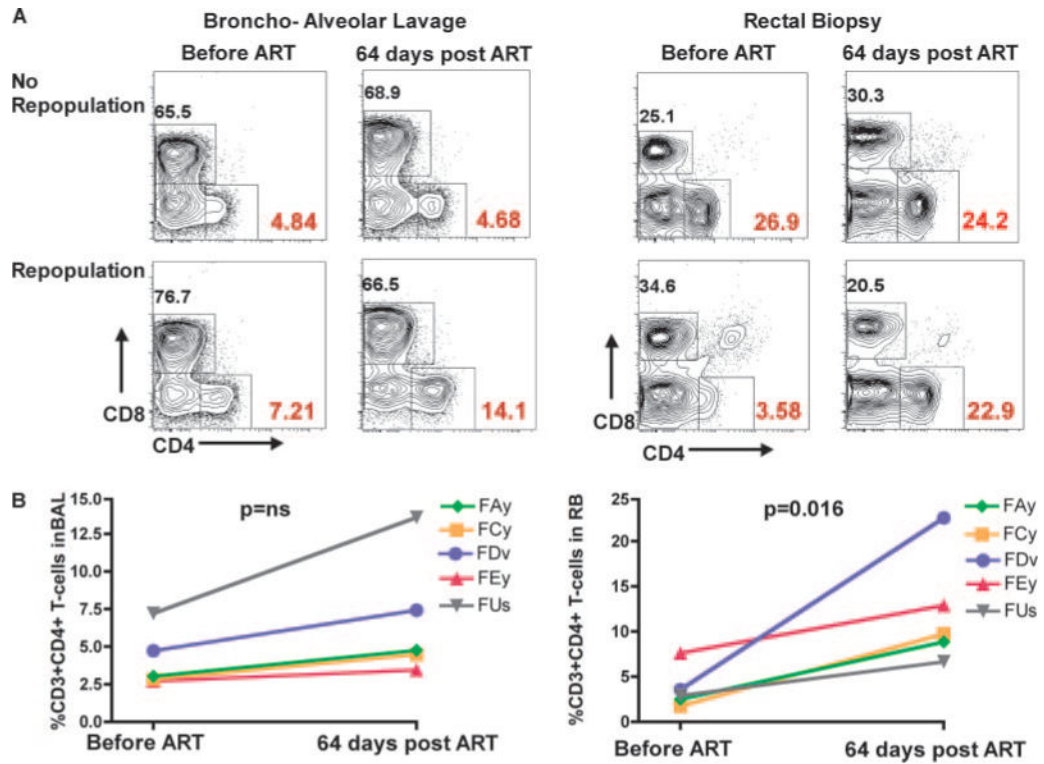 A
Broncho- Alveolar Lavage
Rectal Biopsy
Before ART
64 days post ART
Before ART
64 days post ART
No
Repopulation
65.5
4.84
68.9
4.68
25.1
26.9
30.3
24.2
Repopulation
76.7
7.21
66.5
14.1
34.6
3.58
20.5
22.9
CD8
CD4
CD8
CD4
B
%CD3+CD4+ T-cells inBAL
15.0
12.5
10.0
7.5
5.0
2.5
0.0
p=ns
FAy
FCy
FDv
FEy
FUs
Before ART
64 days post ART
%CD3+CD4+ T-cells in RB
25
20
15
10
5
0
p=0.016
FAy
FCy
FDv
FEy
FUs
Before ART
64 days post ART